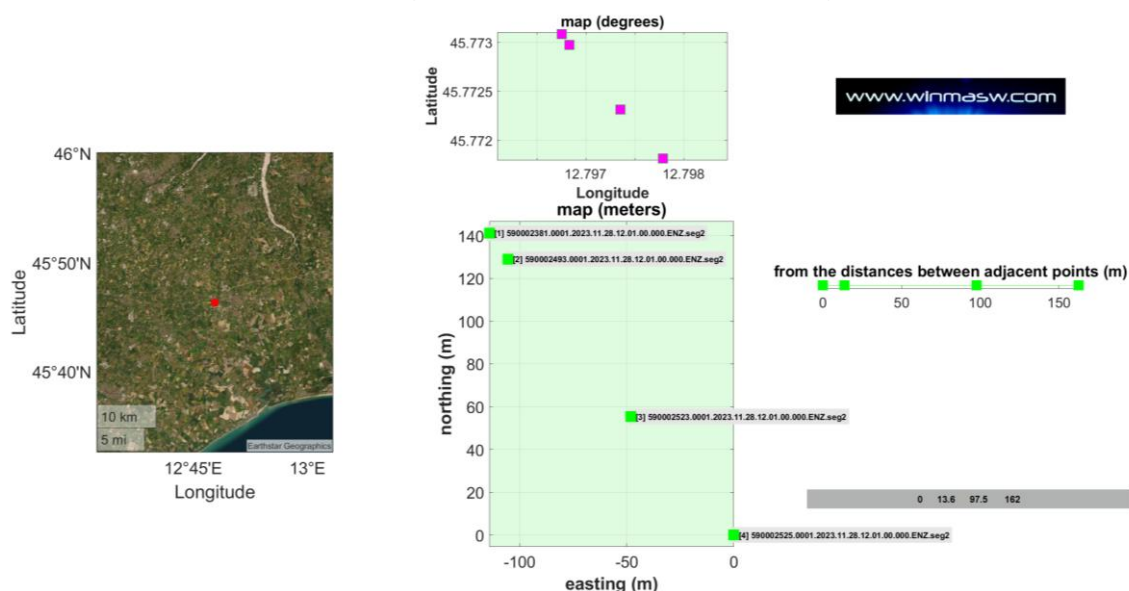 46°N
45°50'N
45°40'N
Latitude
10 km
5 mi
Earthstar Geographics
12°45'E
13°E
Longitude
map (degrees)
45.773
45.7725
45.772
Latitude
12.797
12.798
Longitude
map (meters)
140
120
100
80
60
40
20
0
northing (m)
[1] 590002381.0001.2023.11.28.12.01.00.000.ENZ.seg2
[2] 590002493.0001.2023.11.28.12.01.00.000.ENZ.seg2
[3] 590002523.0001.2023.11.28.12.01.00.000.ENZ.seg2
[4] 590002525.0001.2023.11.28.12.01.00.000.ENZ.seg2
-100
-50
0
easting (m)
www.winmasw.com
from the distances between adjacent points (m)
0
50
100
150
0 13.6 97.5 162